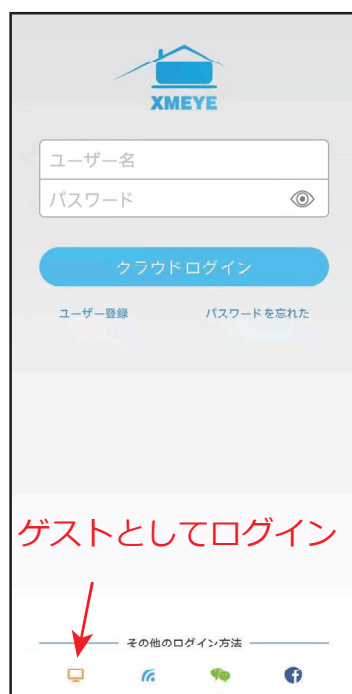 XMEYE
ユーザー名
パスワード
クラウドログイン
ユーザー登録 パスワードを忘れた
ゲストとしてログイン
その他のログイン方法